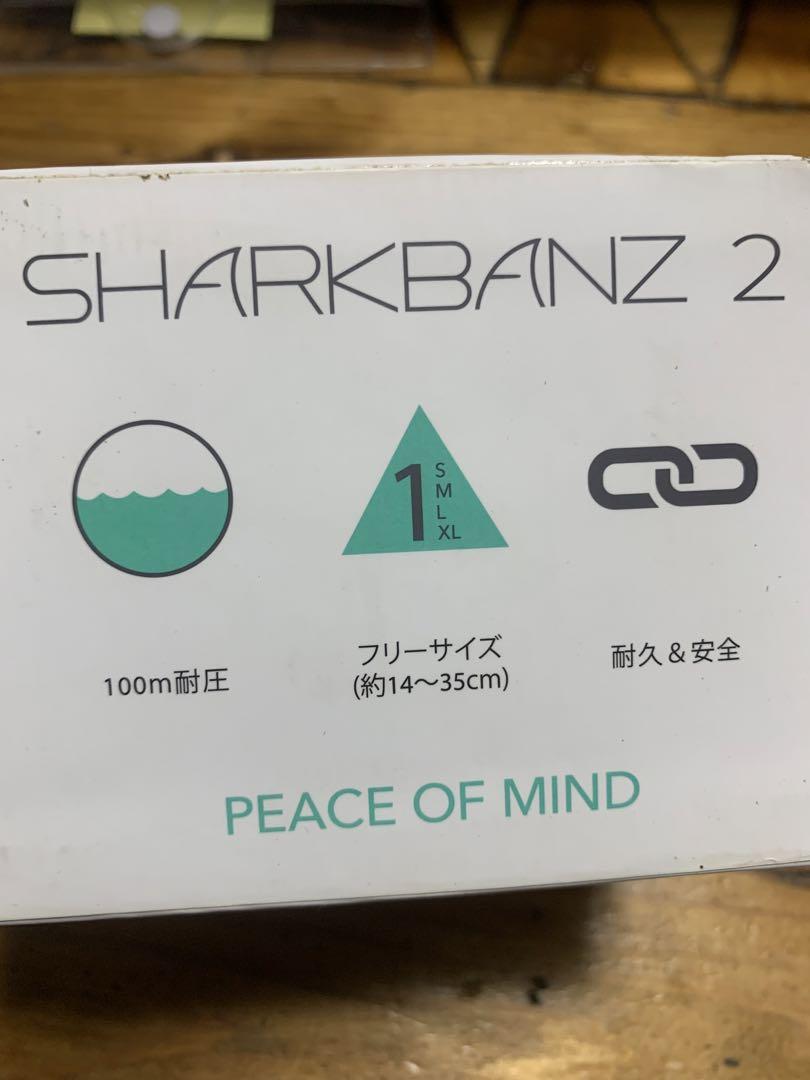 SHARKBANZ 2
1
S
M
L
XL
100m耐圧
フリーサイズ
(約14～35cm)
耐久&安全
PEACE OF MIND